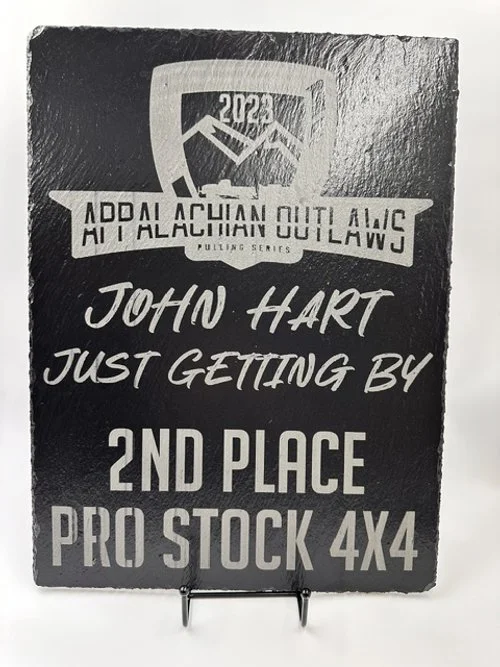 2023
APPALACHIAN OUTLAWS
PULLING SERIES
JOHN HART
JUST GETTING BY
2ND PLACE
PRO STOCK 4X4